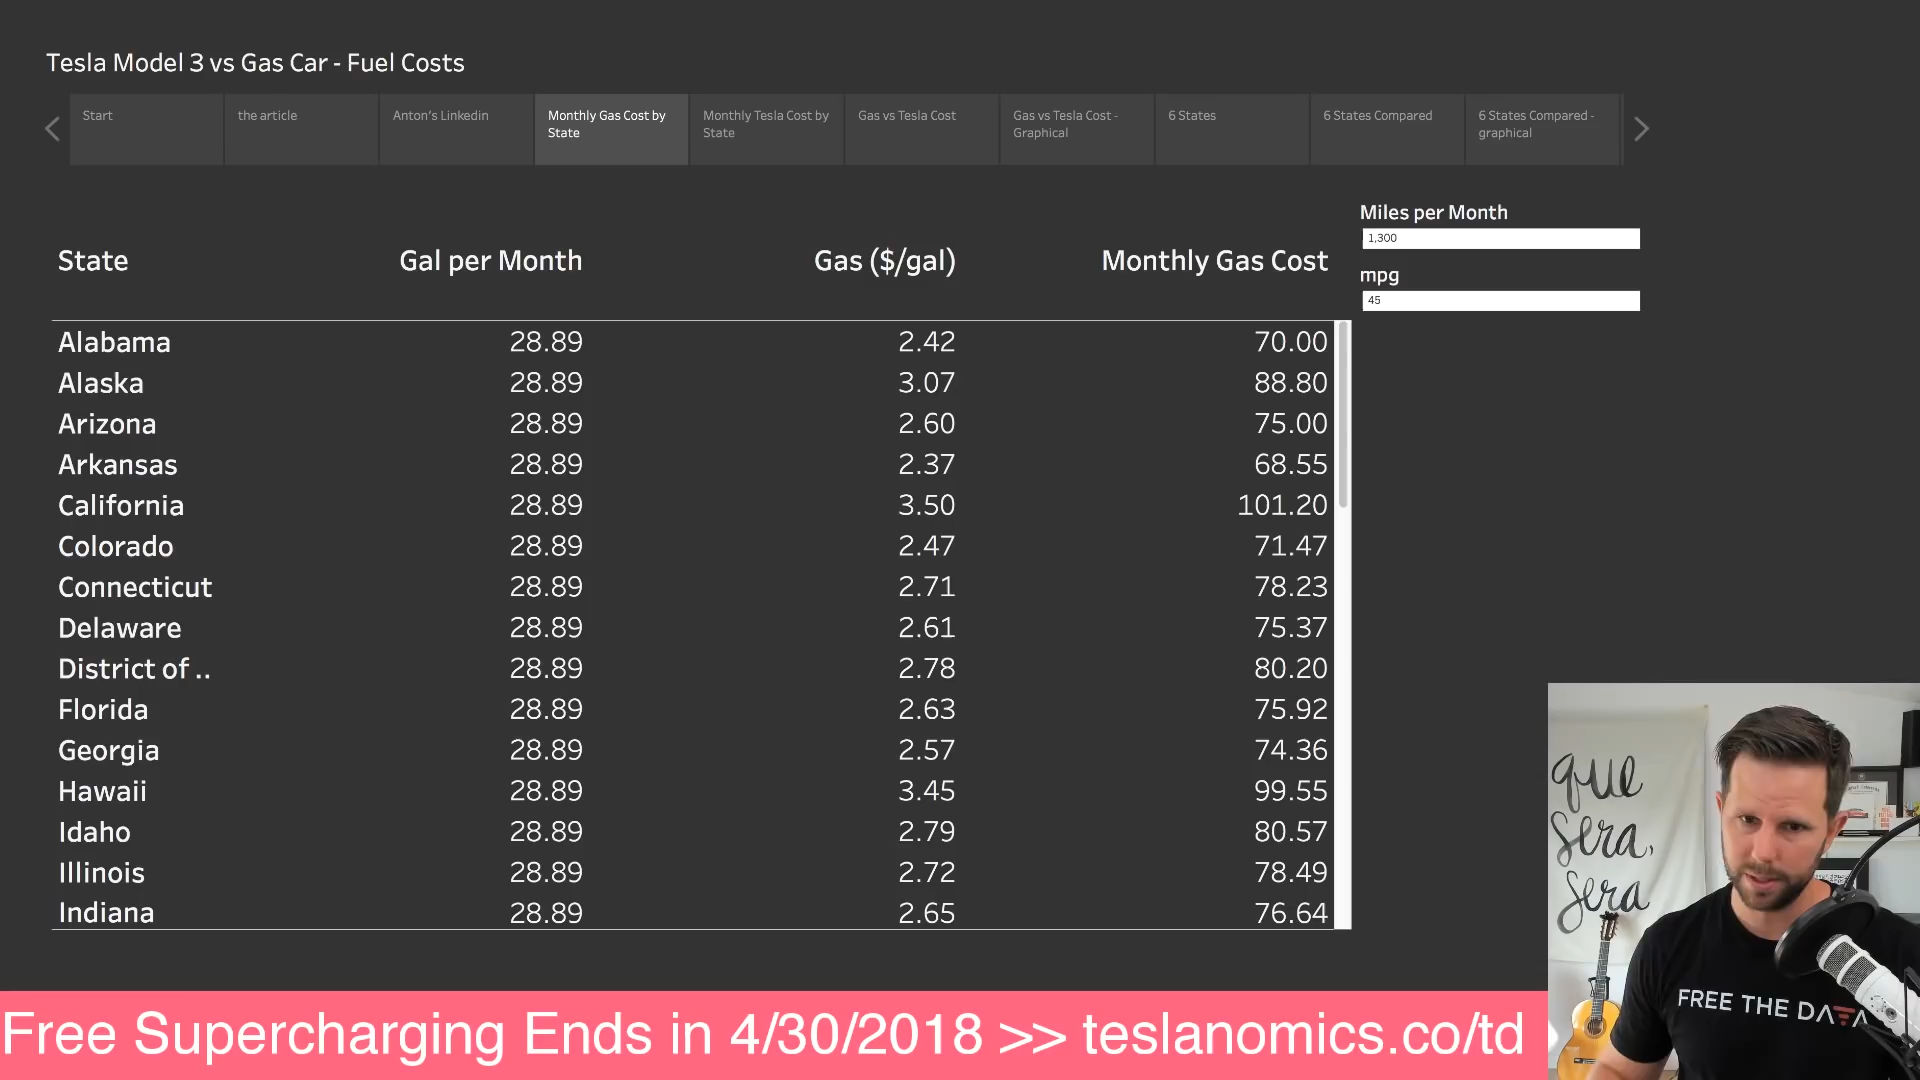 Tesla Model 3 vs Gas Car - Fuel Costs
Start
the article
Anton's Linkedin
Monthly Gas Cost by
State
Monthly Tesla Cost by
State
Gas vs Tesla Cost
Gas vs Tesla Cost -
Graphical
6 States
6 States Compared
6 States Compared -
graphical
Miles per Month
1,300
mpg
45
State Gal per Month Gas ($/gal) Monthly Gas Cost
Alabama 28.89 2.42 70.00
Alaska 28.89 3.07 88.80
Arizona 28.89 2.60 75.00
Arkansas 28.89 2.37 68.55
California 28.89 3.50 101.20
Colorado 28.89 2.47 71.47
Connecticut 28.89 2.71 78.23
Delaware 28.89 2.61 75.37
District of .. 28.89 2.78 80.20
Florida 28.89 2.63 75.92
Georgia 28.89 2.57 74.36
Hawaii 28.89 3.45 99.55
Idaho 28.89 2.79 80.57
Illinois 28.89 2.72 78.49
Indiana 28.89 2.65 76.64
que
sera,
sera
FREE THE DATA
Free Supercharging Ends in 4/30/2018 >> teslanomics.co/td